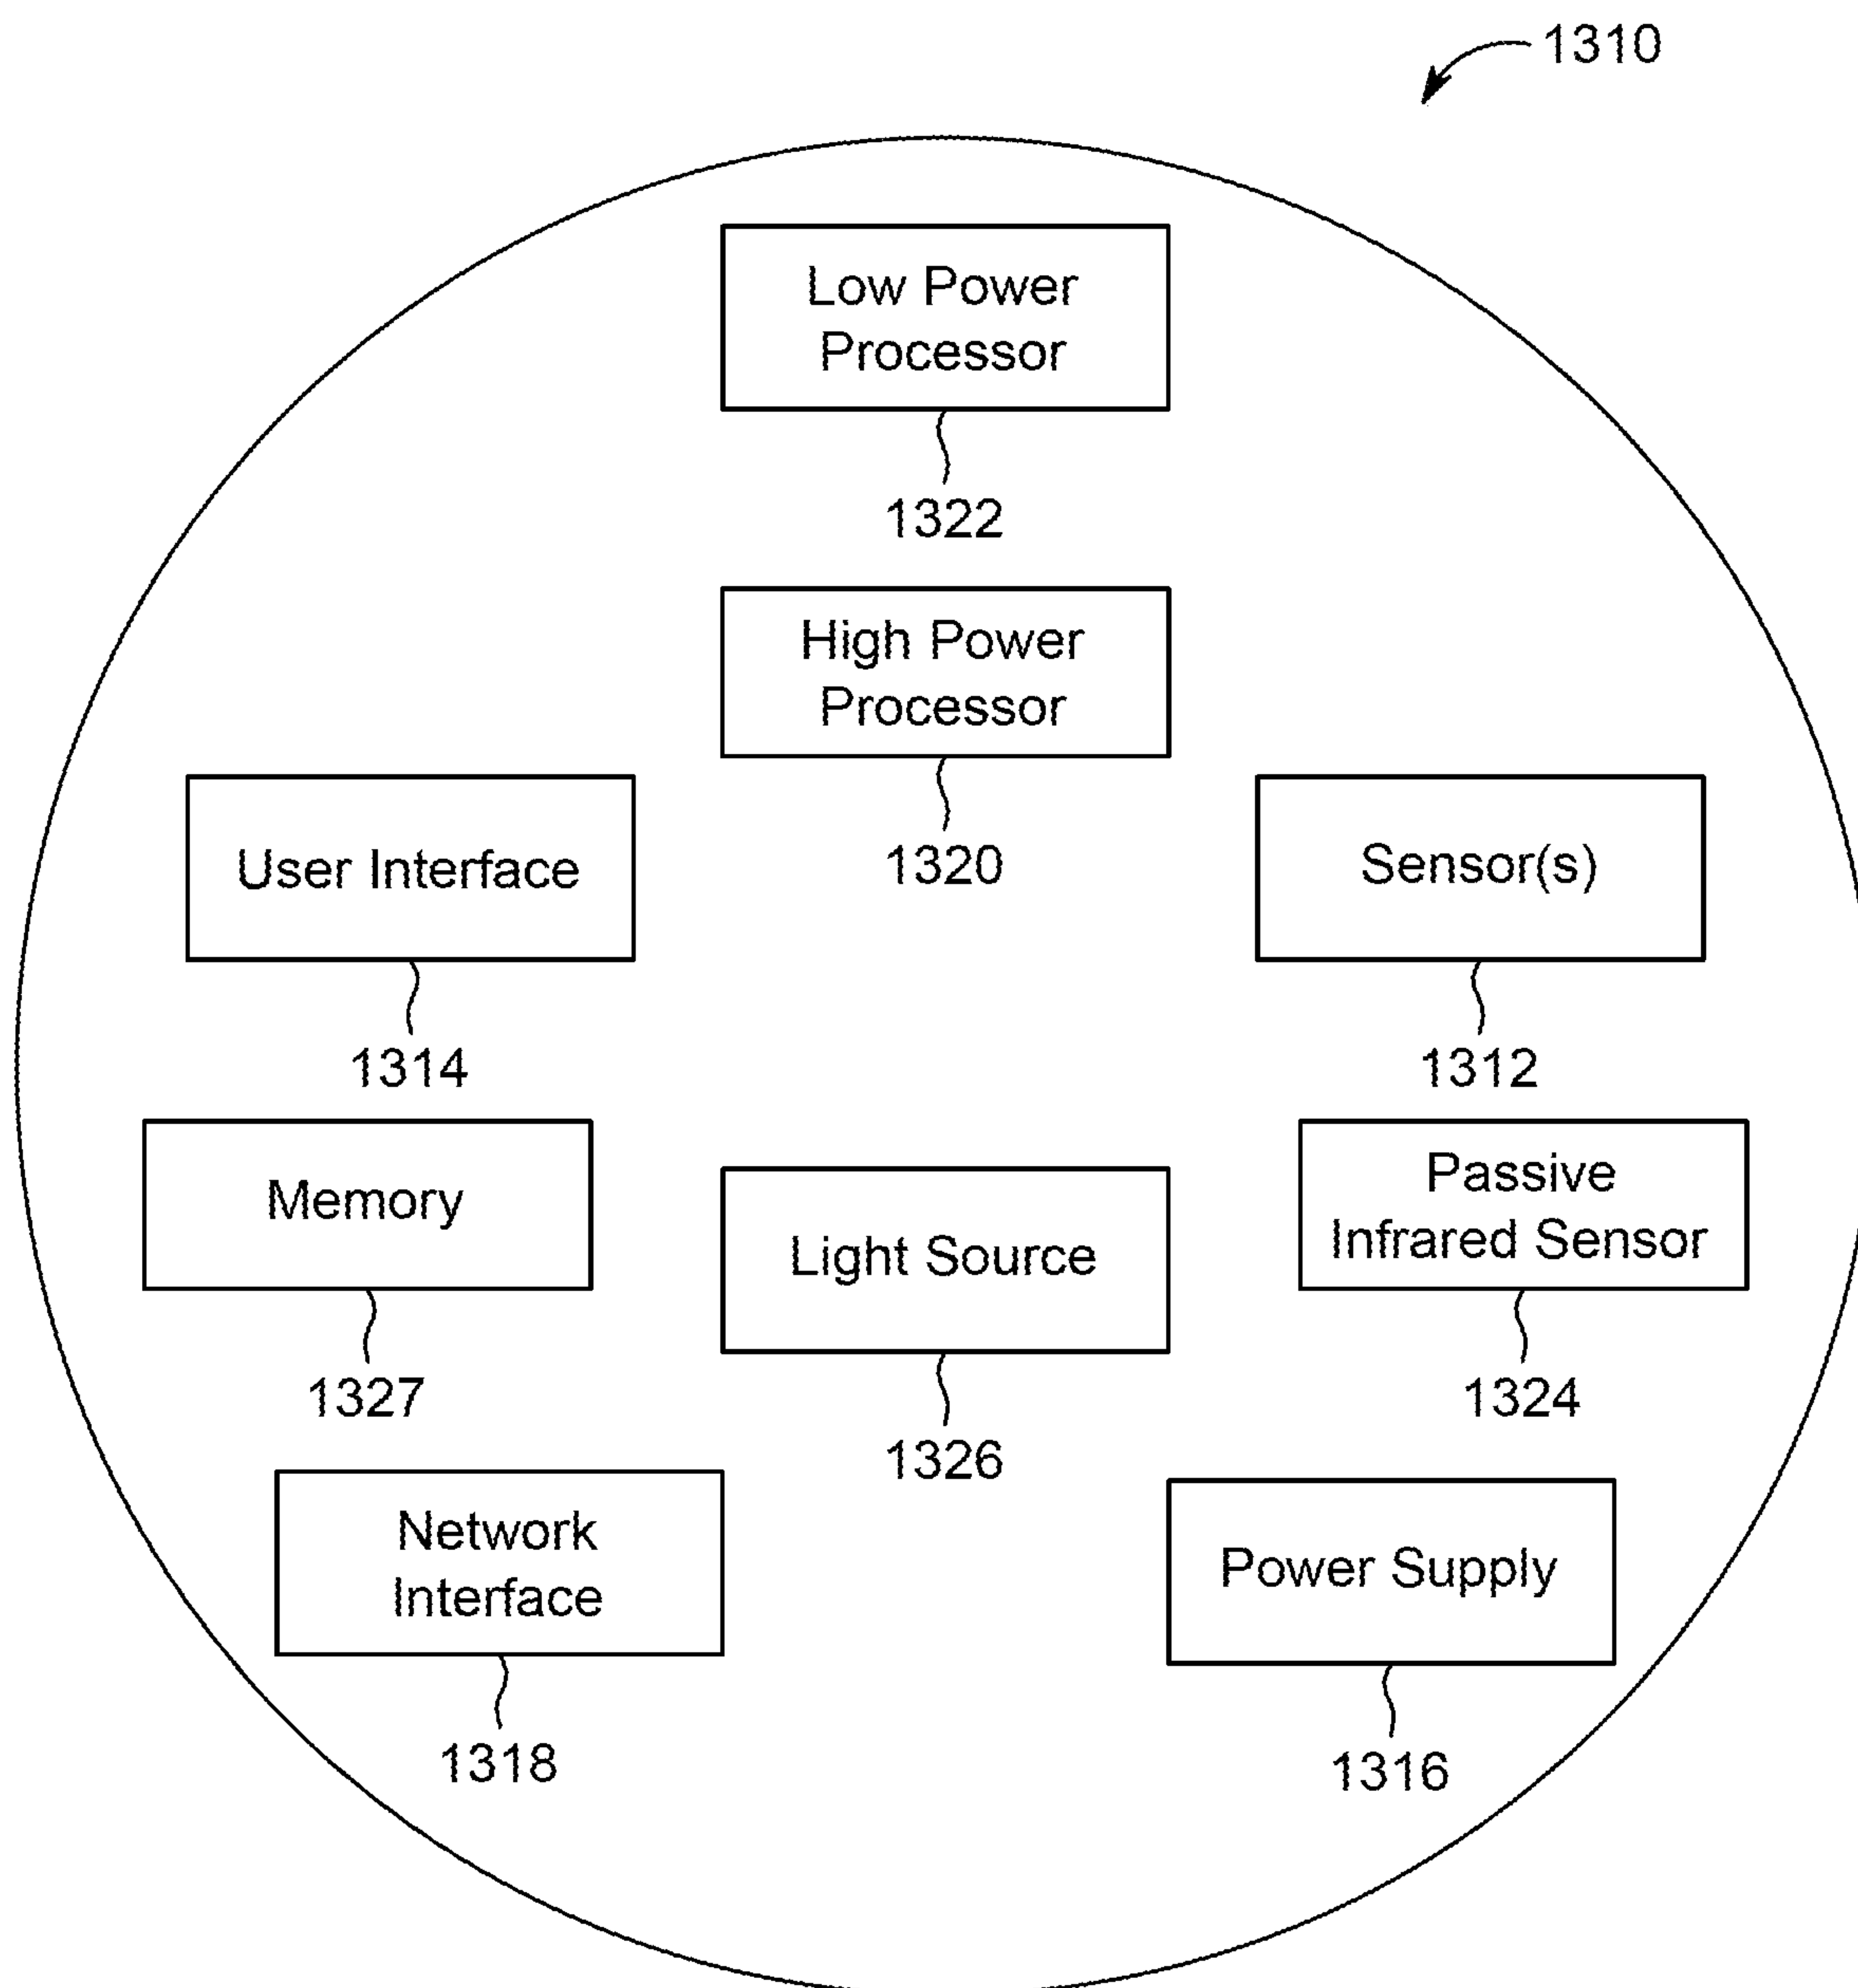 1310
Low Power
Processor
1322
High Power
Processor
1320
User Interface
1314
Sensor(s)
1312
Memory
1327
Light Source
1326
Passive
Infrared Sensor
1324
Network
Interface
1318
Power Supply
1316